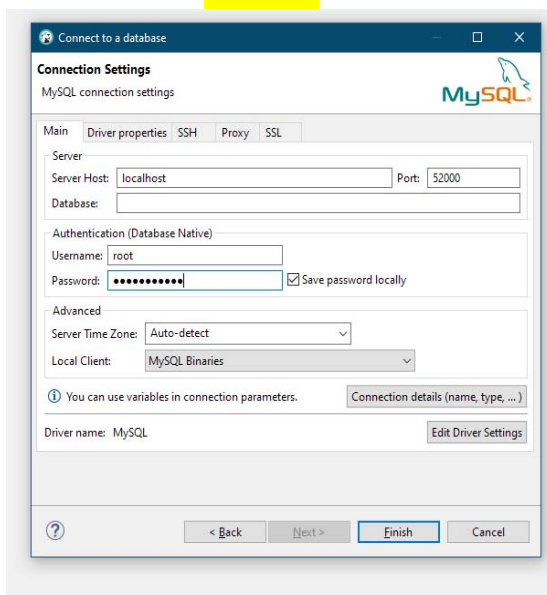 Connect to a database
Connection Settings
MySQL connection settings
MySQL®
Main Driver properties SSH Proxy SSL
Server
Server Host: localhost Port: 52000
Database:
Authentication (Database Native)
Username: root
Password: ●●●●●●●●●●● Save password locally
Advanced
Server Time Zone: Auto-detect
Local Client: MySQL Binaries
You can use variables in connection parameters. Connection details (name, type, ... )
Driver name: MySQL Edit Driver Settings
? < Back Next > Finish Cancel